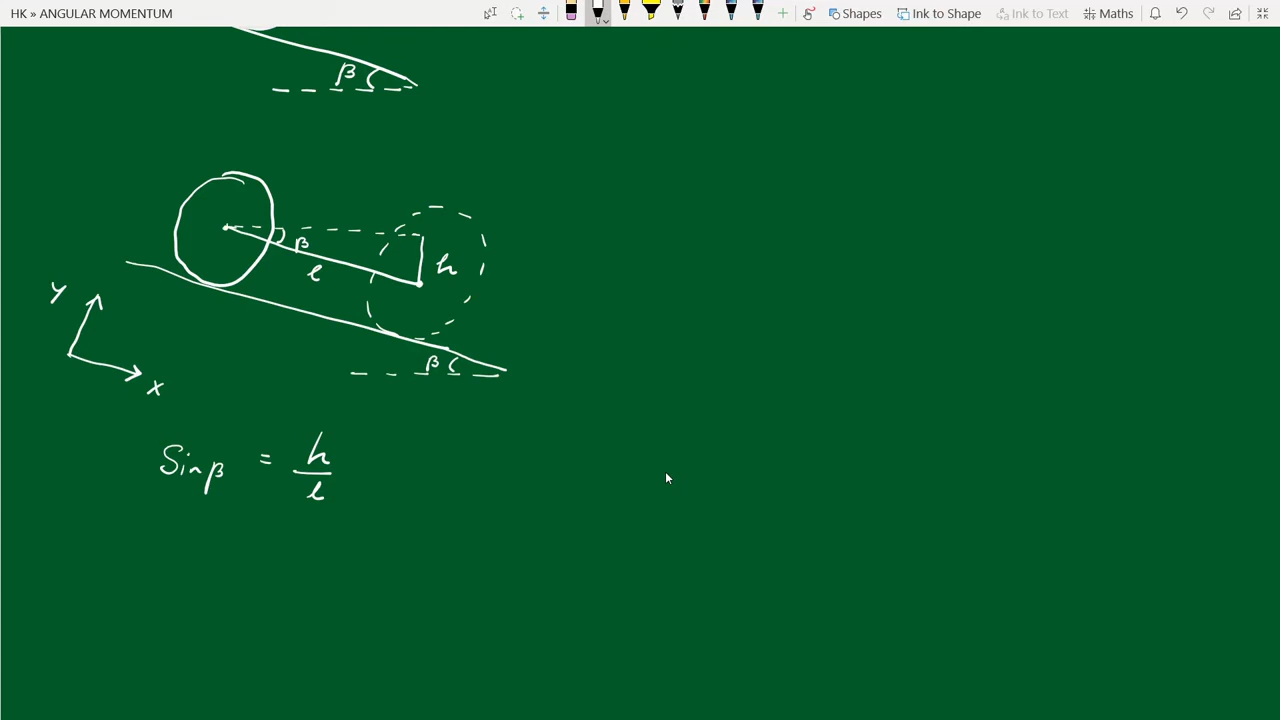 HK » ANGULAR MOMENTUM
Shapes
Ink to Shape
Ink to Text
Maths
β
β
l
h
y
x
β
Sinβ = h/l